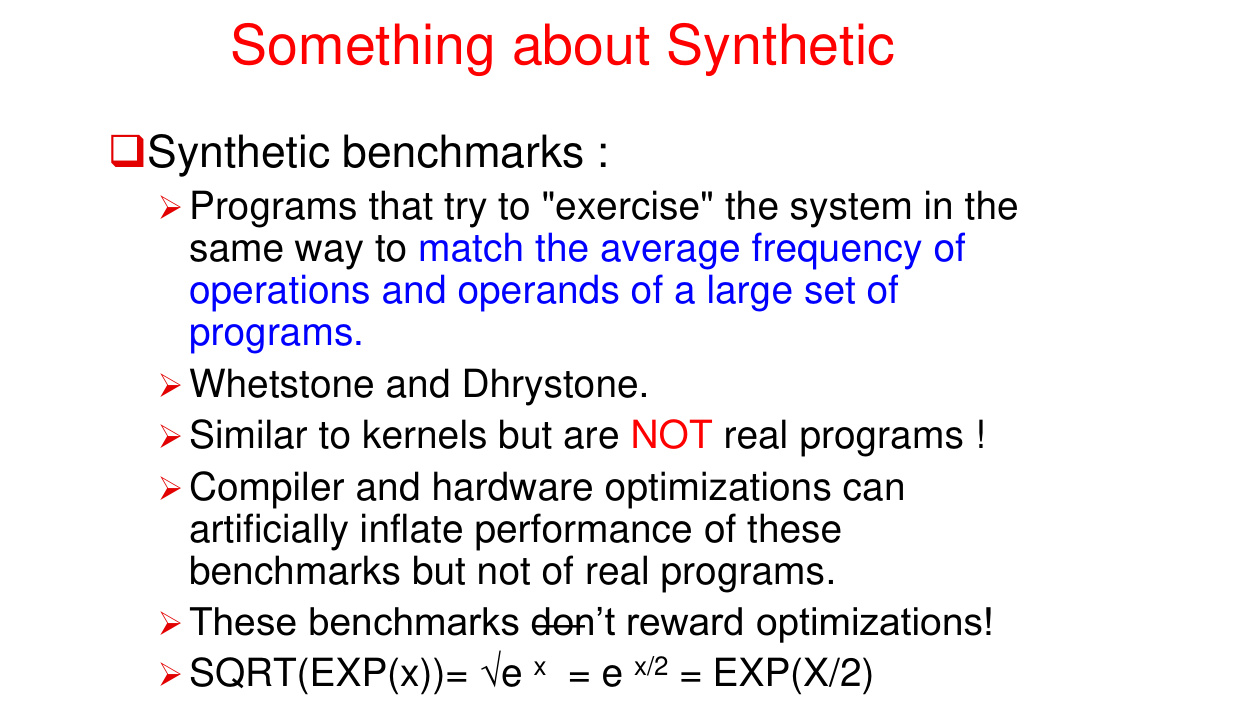 Something about Synthetic
❑Synthetic benchmarks :
➢Programs that try to "exercise" the system in the
same way to match the average frequency of
operations and operands of a large set of
programs.
➢Whetstone and Dhrystone.
➢Similar to kernels but are NOT real programs !
➢Compiler and hardware optimizations can
artificially inflate performance of these
benchmarks but not of real programs.
➢These benchmarks don’t reward optimizations!
➢SQRT(EXP(x))= √e ˣ = e ˣ/² = EXP(X/2)